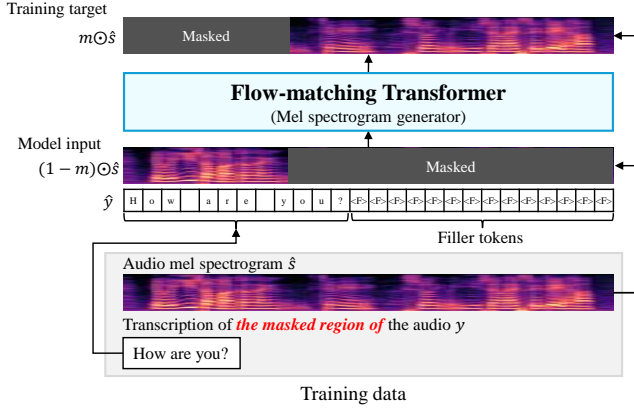 Training target
m⊙ŝ
Masked
Flow-matching Transformer
(Mel spectrogram generator)
Model input
(1 − m)⊙ŝ
Masked
ŷ
H o w a r e y o u ? <F> <F> <F> <F> <F> <F> <F> <F> <F> <F> <F> <F> <F> <F>
Filler tokens
Audio mel spectrogram ŝ
Transcription of the masked region of the audio y
How are you?
Training data